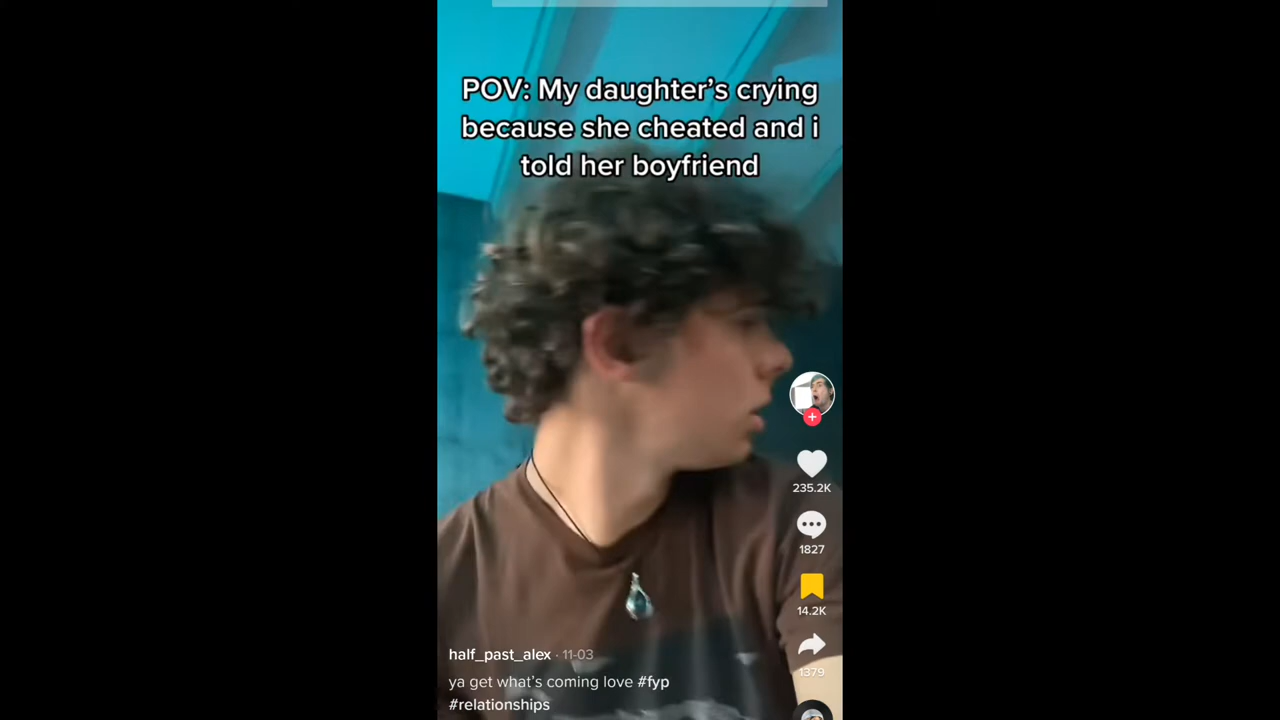 POV: My daughter's crying
because she cheated and i
told her boyfriend
235.2K
1827
14.2K
1379
half_past_alex · 11-03
ya get what's coming love #fyp
#relationships